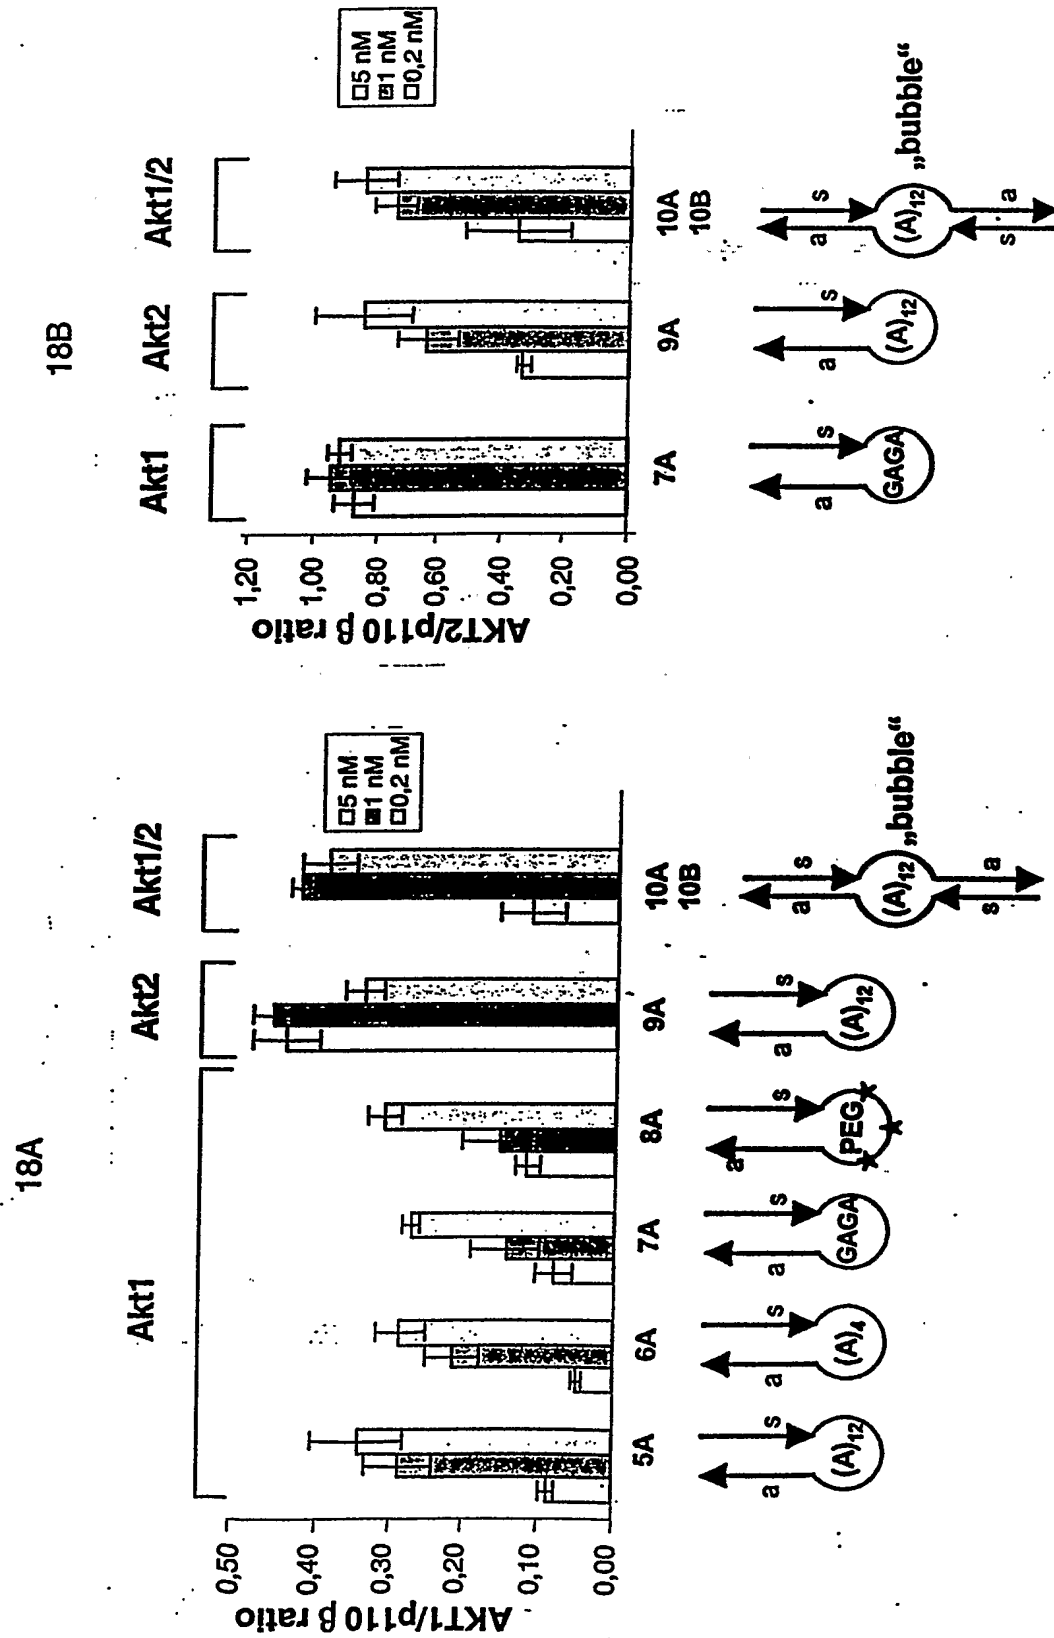 18A
Akt1
Akt2
Akt1/2
AKT1/p110 β ratio
0,50
0,40
0,30
0,20
0,10
0,00
5 nM
1 nM
0,2 nM
5A
6A
7A
8A
9A
10A
10B
a
s
(A)12
a
s
(A)4
a
s
GAGA
a
s
PEG
a
s
(A)12
a
s
(A)12
„bubble“
s
a
18B
Akt1
Akt2
Akt1/2
AKT2/p110 β ratio
1,20
1,00
0,80
0,60
0,40
0,20
0,00
5 nM
1 nM
0,2 nM
7A
9A
10A
10B
a
s
GAGA
a
s
(A)12
a
s
(A)12
„bubble“
s
a